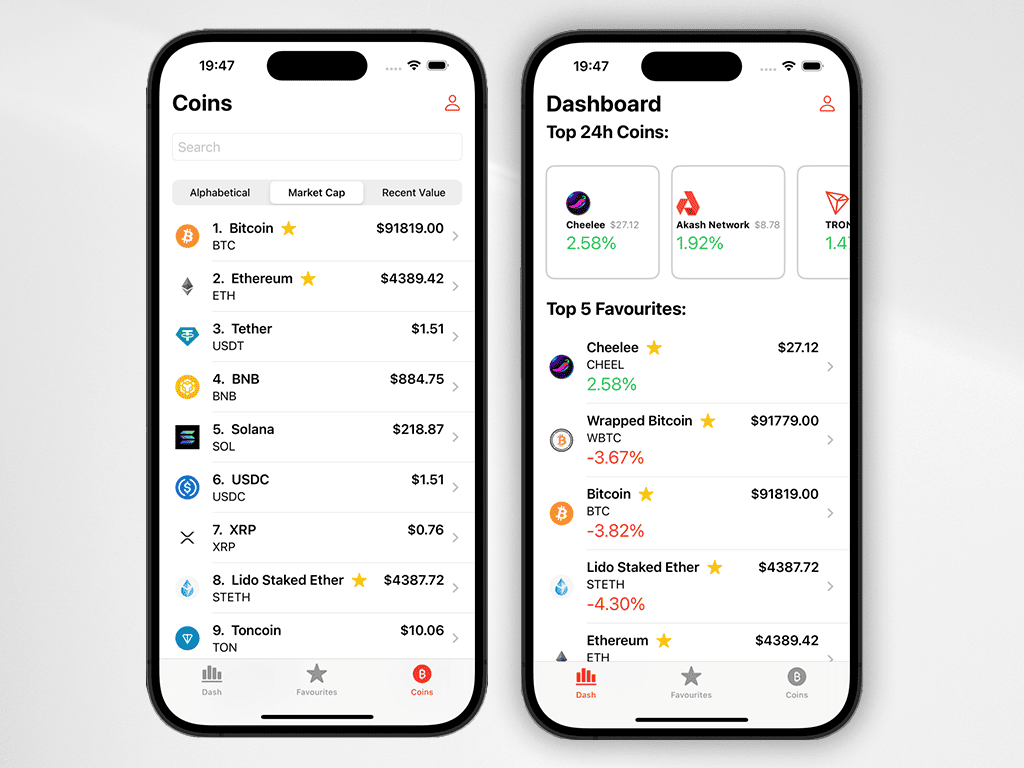 19:47
Coins
Search
Alphabetical Market Cap Recent Value
1. Bitcoin $91819.00
BTC
2. Ethereum $4389.42
ETH
3. Tether $1.51
USDT
4. BNB $884.75
BNB
5. Solana $218.87
SOL
6. USDC $1.51
USDC
7. XRP $0.76
XRP
8. Lido Staked Ether $4387.72
STETH
9. Toncoin $10.06
TON
Dash Favourites Coins
19:47
Dashboard
Top 24h Coins:
Cheelee $27.12
2.58%
Akash Network $8.78
1.92%
TRON
1.4
Top 5 Favourites:
Cheelee $27.12
CHEEL
2.58%
Wrapped Bitcoin $91779.00
WBTC
-3.67%
Bitcoin $91819.00
BTC
-3.82%
Lido Staked Ether $4387.72
STETH
-4.30%
Ethereum $4389.42
ETH
Dash Favourites Coins